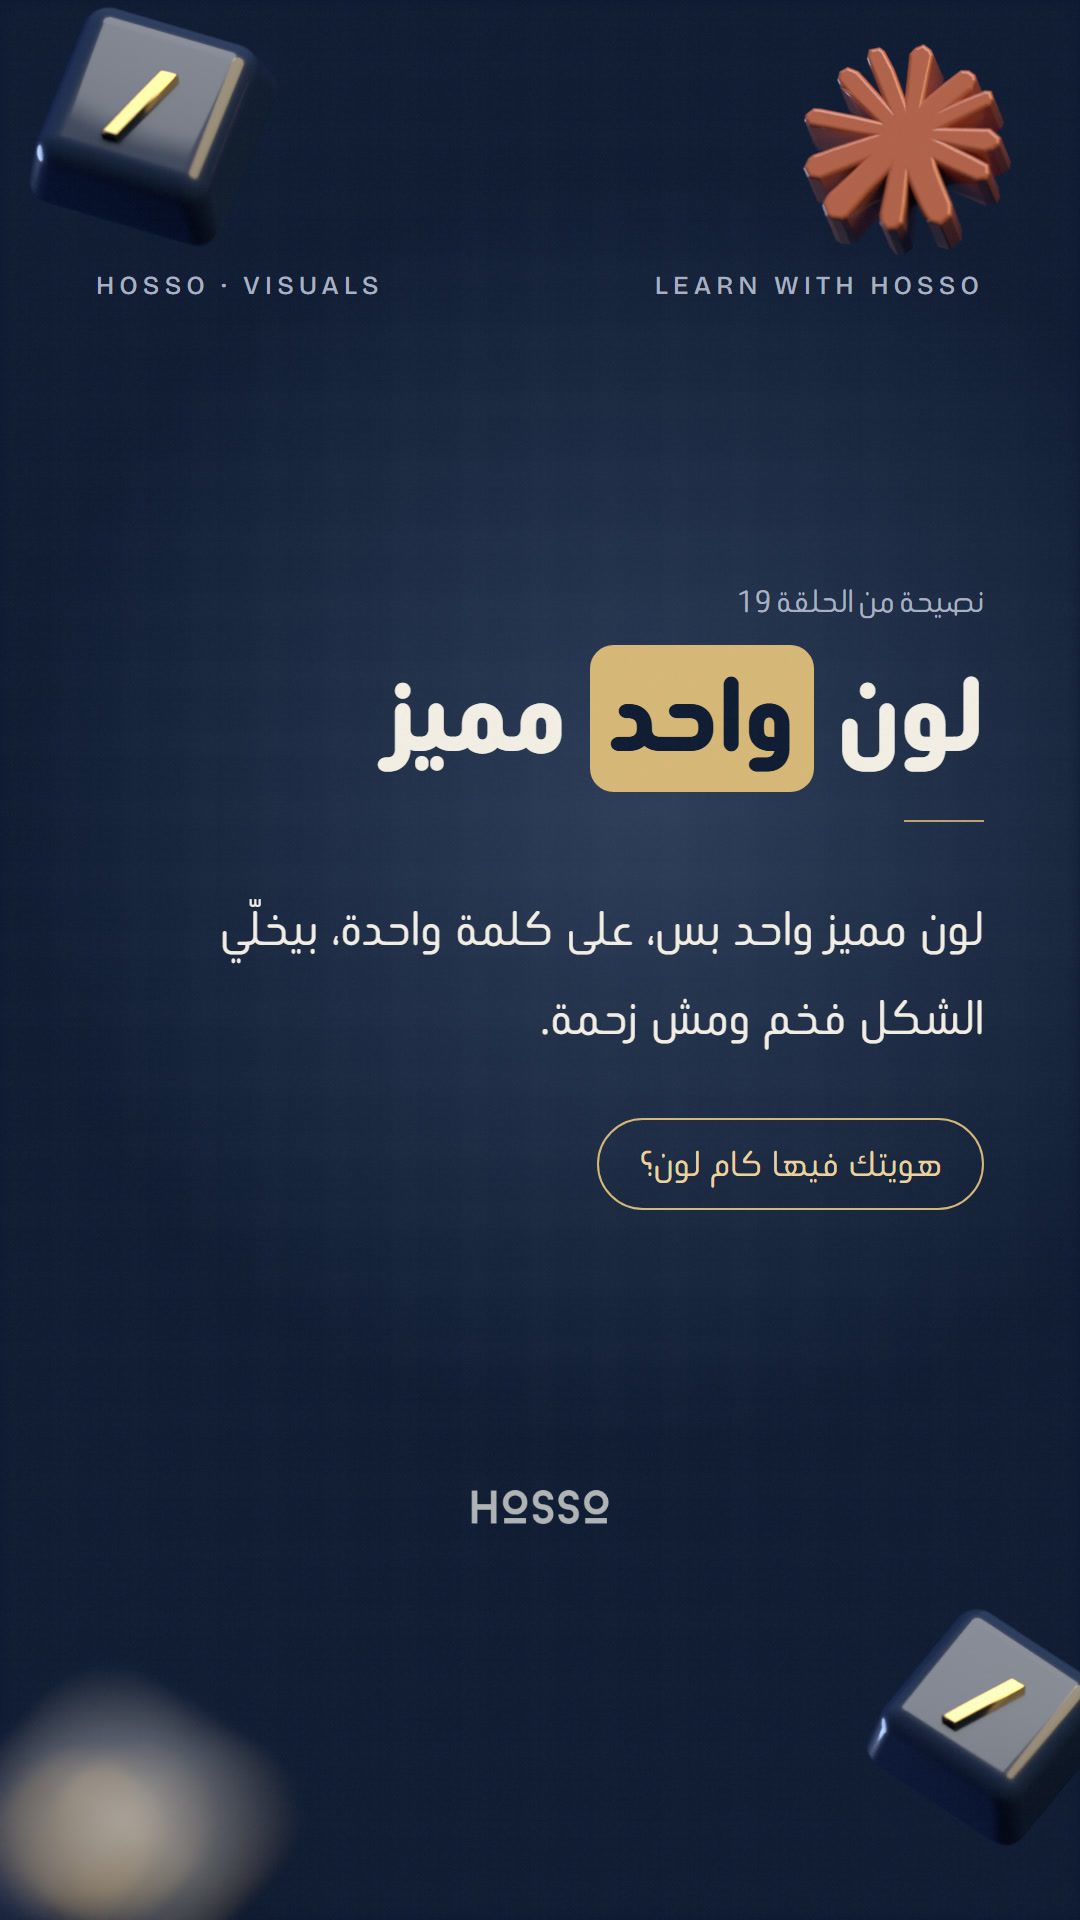 /
HOSSO · VISUALS
LEARN WITH HOSSO
نصيحة من الحلقة 19
لون واحد مميز
لون مميز واحد بس، على كلمة واحدة، بيخلّي
الشكل فخم ومش زحمة.
هويتك فيها كام لون؟
HOSSO
/